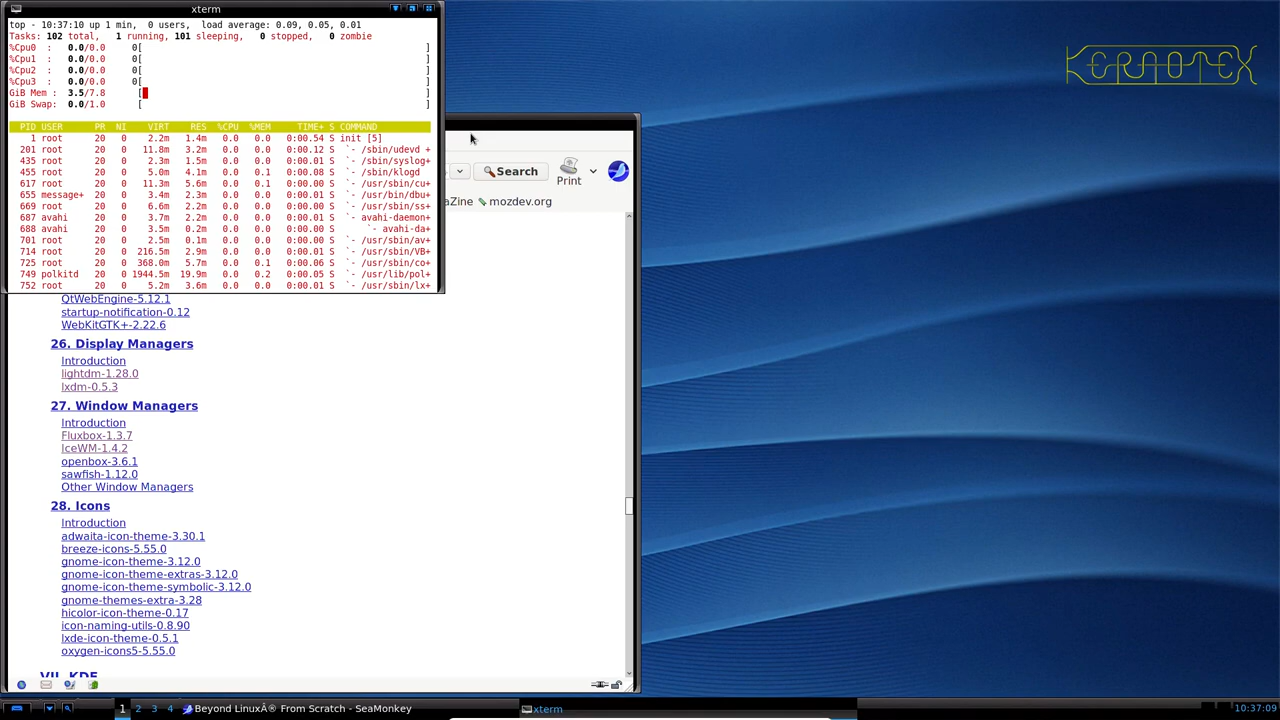 xterm
top - 10:37:10 up 1 min,  0 users,  load average: 0.09, 0.05, 0.01
Tasks: 102 total,   1 running, 101 sleeping,   0 stopped,   0 zombie
%Cpu0  :   0.0/0.0     0[                    ]
%Cpu1  :   0.0/0.0     0[                    ]
%Cpu2  :   0.0/0.0     0[                    ]
%Cpu3  :   0.0/0.0     0[                    ]
GiB Mem :  3.5/7.8      [                    ]
GiB Swap:  0.0/1.0      [                    ]
PID USER PR NI VIRT RES %CPU %MEM TIME+ S COMMAND
1 root 20 0 2.2m 1.4m 0.0 0.0 0:00.54 S init [5]
201 root 20 0 11.8m 3.2m 0.0 0.0 0:00.12 S `- /sbin/udevd +
435 root 20 0 2.3m 1.5m 0.0 0.0 0:00.01 S `- /sbin/syslog+
455 root 20 0 5.0m 4.1m 0.0 0.1 0:00.08 S `- /sbin/klogd
617 root 20 0 11.3m 5.6m 0.0 0.1 0:00.00 S `- /usr/sbin/cu+
655 message+ 20 0 3.4m 2.3m 0.0 0.0 0:00.01 S `- /usr/bin/dbu+
669 root 20 0 6.6m 2.2m 0.0 0.0 0:00.00 S `- /usr/sbin/ss+
687 avahi 20 0 3.7m 2.2m 0.0 0.0 0:00.01 S `- avahi-daemon+
688 avahi 20 0 3.5m 0.2m 0.0 0.0 0:00.00 S `- avahi-da+
701 root 20 0 2.5m 0.1m 0.0 0.0 0:00.00 S `- /usr/sbin/av+
714 root 20 0 216.5m 2.9m 0.0 0.0 0:00.01 S `- /usr/sbin/VB+
725 root 20 0 368.0m 5.7m 0.0 0.1 0:00.06 S `- /usr/sbin/co+
749 polkitd 20 0 1944.5m 19.9m 0.0 0.2 0:00.05 S `- /usr/lib/pol+
752 root 20 0 5.2m 3.6m 0.0 0.0 0:00.01 S `- /usr/sbin/lx+
KEROTEX
Search
Print
aZine mozdev.org
QtWebEngine-5.12.1
startup-notification-0.12
WebKitGTK+-2.22.6
26. Display Managers
Introduction
lightdm-1.28.0
lxdm-0.5.3
27. Window Managers
Introduction
Fluxbox-1.3.7
IceWM-1.4.2
openbox-3.6.1
sawfish-1.12.0
Other Window Managers
28. Icons
Introduction
adwaita-icon-theme-3.30.1
breeze-icons-5.55.0
gnome-icon-theme-3.12.0
gnome-icon-theme-extras-3.12.0
gnome-icon-theme-symbolic-3.12.0
gnome-themes-extra-3.28
hicolor-icon-theme-0.17
icon-naming-utils-0.8.90
lxde-icon-theme-0.5.1
oxygen-icons5-5.55.0
VII. KDE
1 2 3 4 Beyond LinuxÂ® From Scratch - SeaMonkey xterm 10:37:09